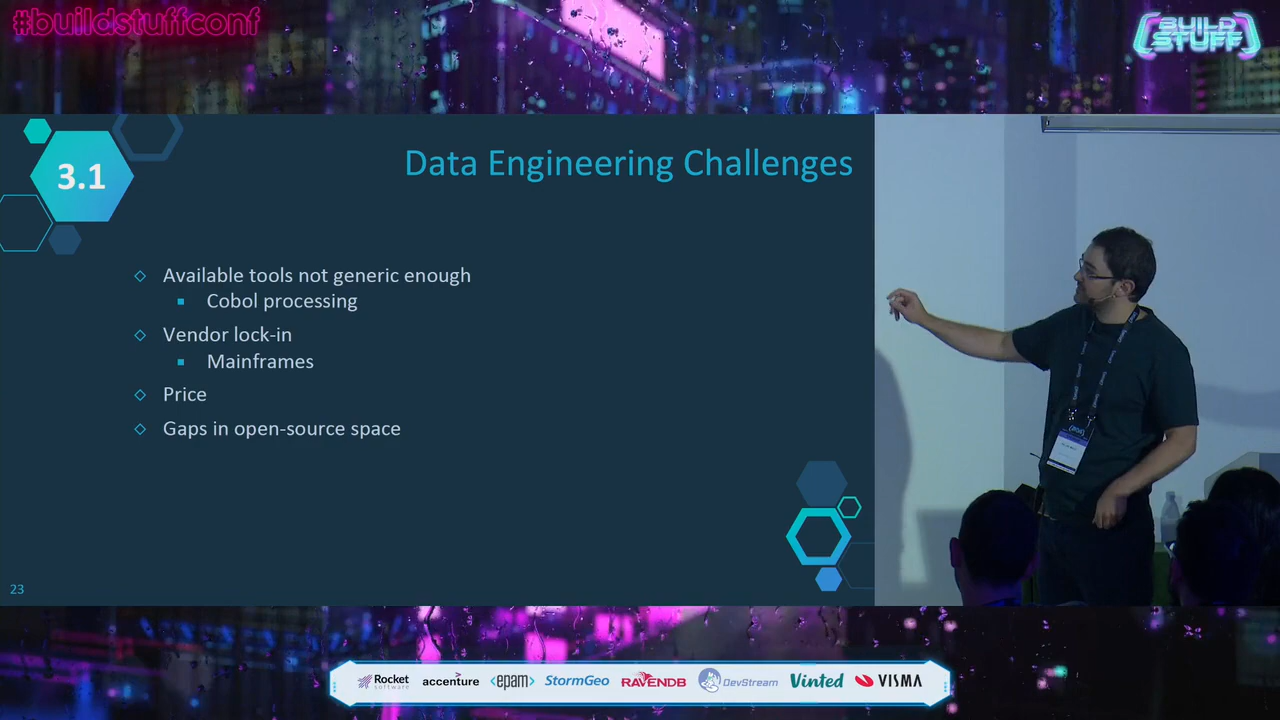 #buildstuffconf
BUILD
STUFF
3.1
Data Engineering Challenges
Available tools not generic enough
Cobol processing
Vendor lock-in
Mainframes
Price
Gaps in open-source space
23
Rocket
software
accenture
<epam>
StormGeo
RAVENDB
DevStream
Vinted
VISMA